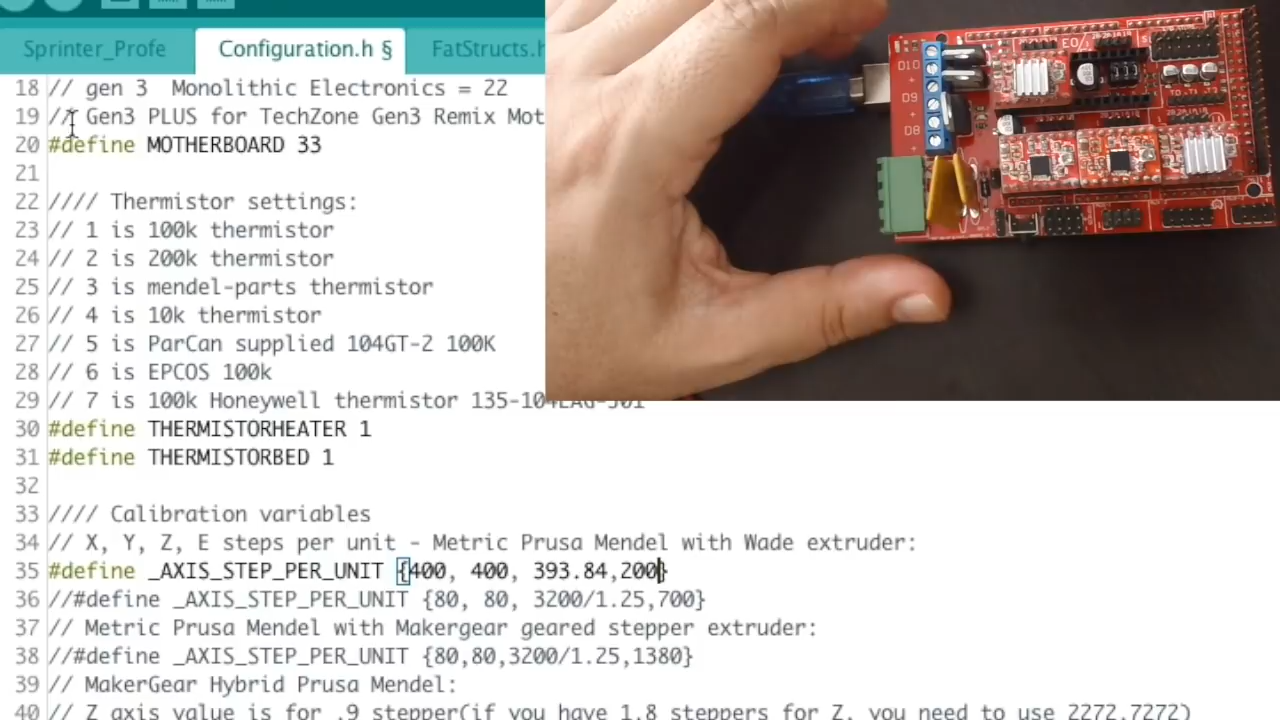 Sprinter_Profe
Configuration.h §
FatStructs.h
18 // gen 3 Monolithic Electronics = 22
19 // Gen3 PLUS for TechZone Gen3 Remix Mot
20 #define MOTHERBOARD 33
21
22 //// Thermistor settings:
23 // 1 is 100k thermistor
24 // 2 is 200k thermistor
25 // 3 is mendel-parts thermistor
26 // 4 is 10k thermistor
27 // 5 is ParCan supplied 104GT-2 100K
28 // 6 is EPCOS 100k
29 // 7 is 100k Honeywell thermistor 135-104LAG-J01
30 #define THERMISTORHEATER 1
31 #define THERMISTORBED 1
32
33 //// Calibration variables
34 // X, Y, Z, E steps per unit - Metric Prusa Mendel with Wade extruder:
35 #define _AXIS_STEP_PER_UNIT {400, 400, 393.84,200}
36 //#define _AXIS_STEP_PER_UNIT {80, 80, 3200/1.25,700}
37 // Metric Prusa Mendel with Makergear geared stepper extruder:
38 //#define _AXIS_STEP_PER_UNIT {80,80,3200/1.25,1380}
39 // MakerGear Hybrid Prusa Mendel:
40 // Z axis value is for .9 stepper(if you have 1.8 steppers for Z, you need to use 2272.7272)
D10
D9
D8
E0